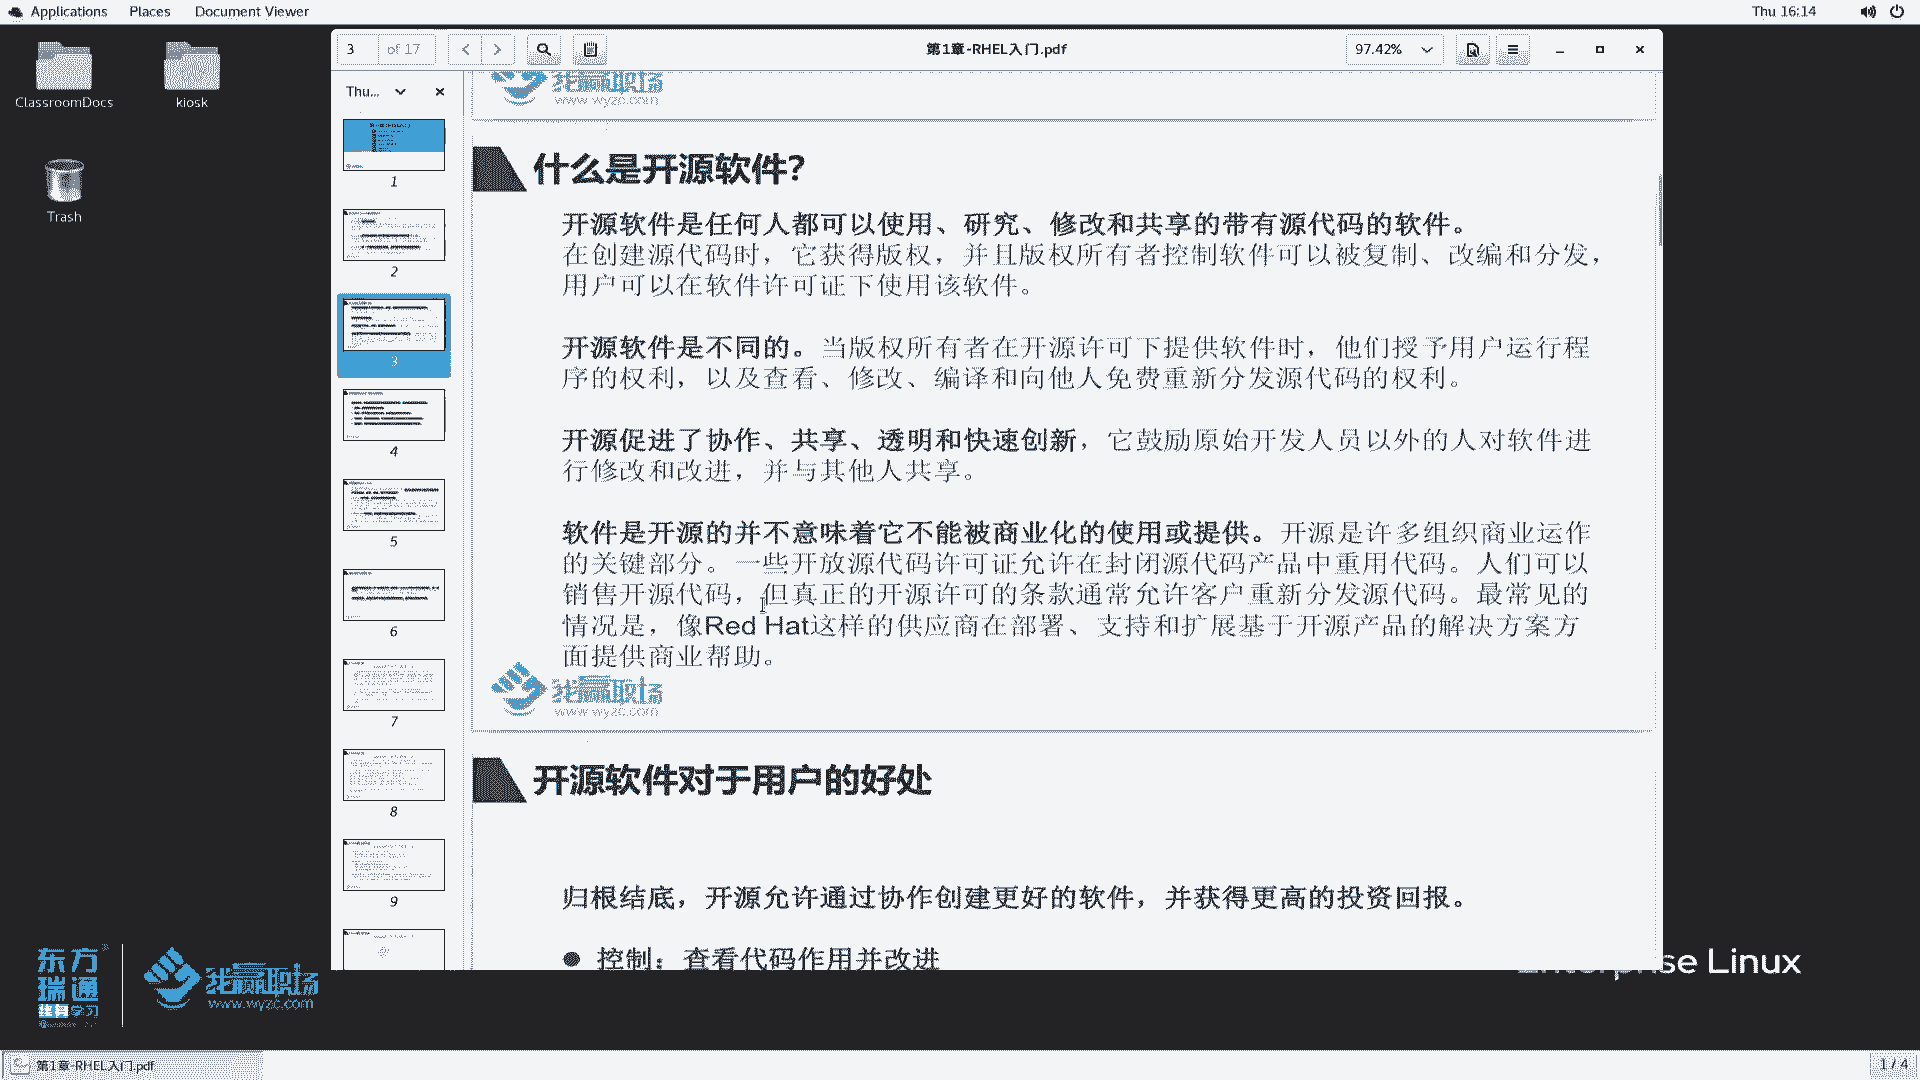 Applications Places Document Viewer Thu 16:14
ClassroomDocs
kiosk
Trash
3 of 17 第1章-RHEL入门.pdf 97.42%
Thu...
1
2
3
4
5
6
7
8
9
我赢职场
www.wyzc.com
什么是开源软件?
开源软件是任何人都可以使用、研究、修改和共享的带有源代码的软件。
在创建源代码时，它获得版权，并且版权所有者控制软件可以被复制、改编和分发，
用户可以在软件许可证下使用该软件。
开源软件是不同的。当版权所有者在开源许可下提供软件时，他们授予用户运行程
序的权利，以及查看、修改、编译和向他人免费重新分发源代码的权利。
开源促进了协作、共享、透明和快速创新，它鼓励原始开发人员以外的人对软件进
行修改和改进，并与其他人共享。
软件是开源的并不意味着它不能被商业化的使用或提供。开源是许多组织商业运作
的关键部分。一些开放源代码许可证允许在封闭源代码产品中重用代码。人们可以
销售开源代码，但真正的开源许可的条款通常允许客户重新分发源代码。最常见的
情况是，像Red Hat这样的供应商在部署、支持和扩展基于开源产品的解决方案方
面提供商业帮助。
我赢职场
www.wyzc.com
开源软件对于用户的好处
归根结底，开源允许通过协作创建更好的软件，并获得更高的投资回报。
● 控制：查看代码作用并改进
东方
瑞通
终身学习
我赢职场
www.wyzc.com
Enterprise Linux
第1章-RHEL入门.pdf
1 / 4